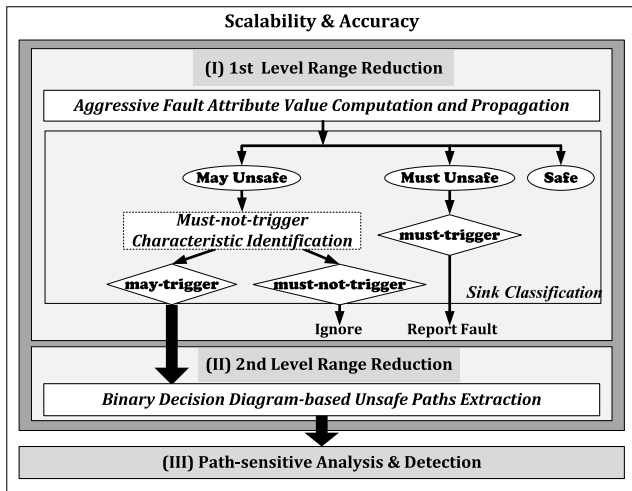 Scalability & Accuracy
(I) 1st Level Range Reduction
Aggressive Fault Attribute Value Computation and Propagation
May Unsafe
Must Unsafe
Safe
Must-not-trigger
Characteristic Identification
must-trigger
may-trigger
must-not-trigger
Sink Classification
Ignore
Report Fault
(II) 2nd Level Range Reduction
Binary Decision Diagram-based Unsafe Paths Extraction
(III) Path-sensitive Analysis & Detection